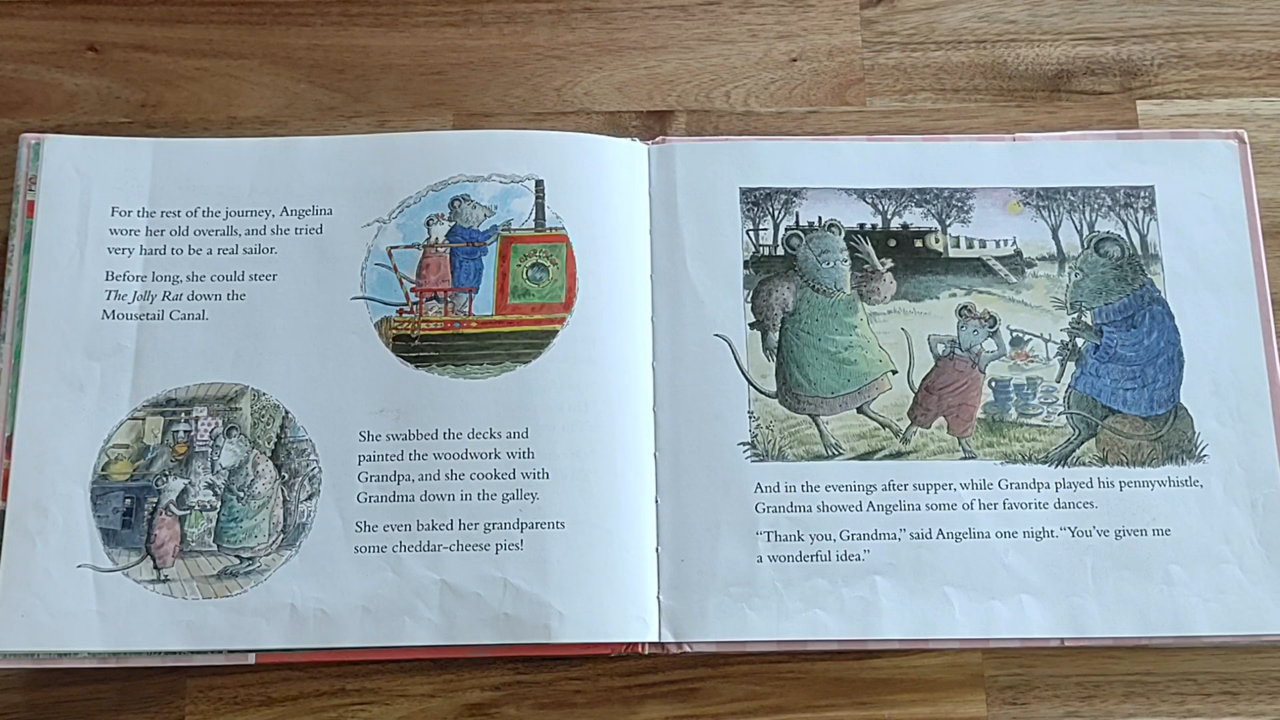 For the rest of the journey, Angelina
wore her old overalls, and she tried
very hard to be a real sailor.
Before long, she could steer
The Jolly Rat down the
Mousetail Canal.
She swabbed the decks and
painted the woodwork with
Grandpa, and she cooked with
Grandma down in the galley.
She even baked her grandparents
some cheddar-cheese pies!
And in the evenings after supper, while Grandpa played his pennywhistle,
Grandma showed Angelina some of her favorite dances.
“Thank you, Grandma,” said Angelina one night. “You’ve given me
a wonderful idea.”